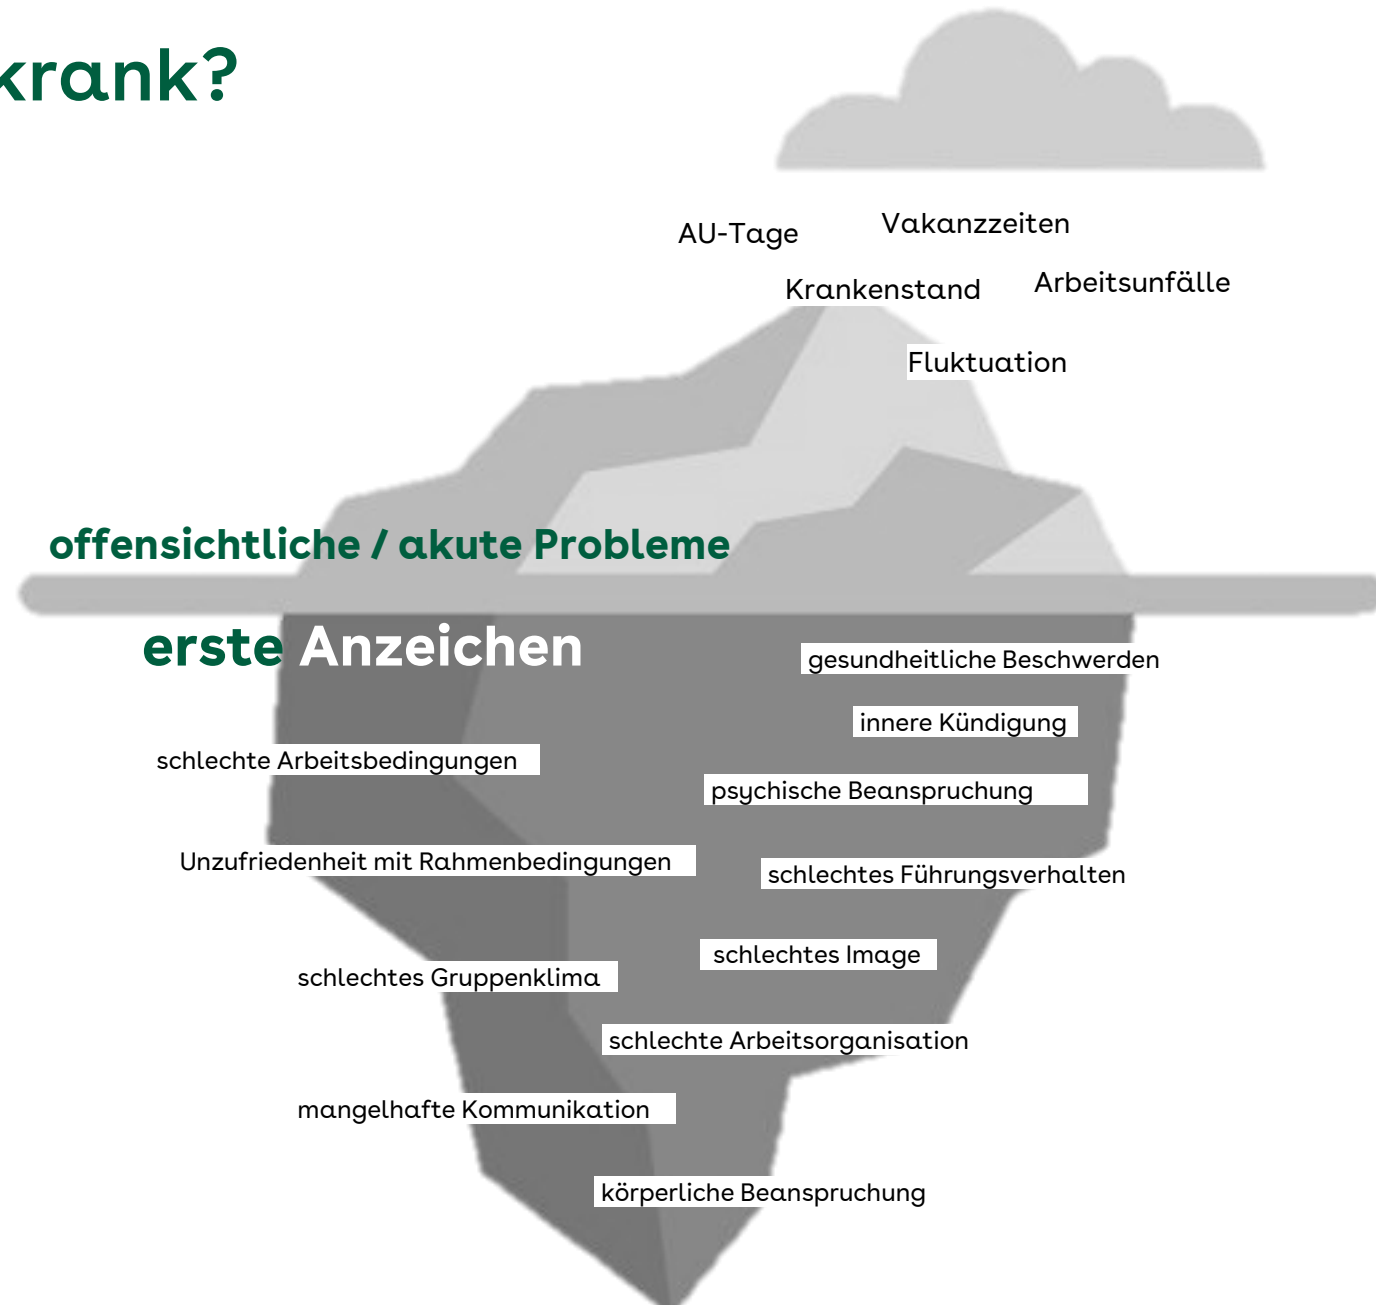 krank?
AU-Tage
Vakanzzeiten
Krankenstand
Arbeitsunfälle
Fluktuation
offensichtliche / akute Probleme
erste Anzeichen
gesundheitliche Beschwerden
innere Kündigung
schlechte Arbeitsbedingungen
psychische Beanspruchung
Unzufriedenheit mit Rahmenbedingungen
schlechtes Führungsverhalten
schlechtes Image
schlechtes Gruppenklima
schlechte Arbeitsorganisation
mangelhafte Kommunikation
körperliche Beanspruchung